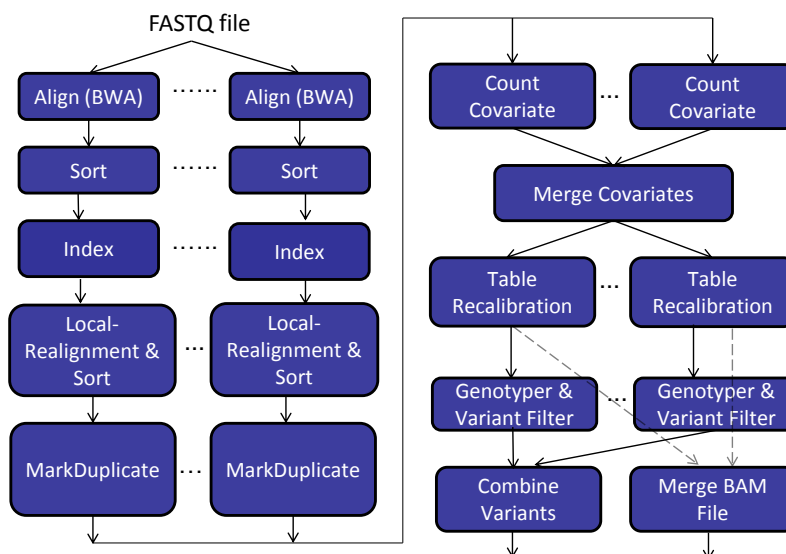 FASTQ file
Align (BWA)
......
Align (BWA)
Sort
......
Sort
Index
......
Index
Local-
Realignment &
Sort
...
Local-
Realignment &
Sort
MarkDuplicate
...
MarkDuplicate
Count
Covariate
...
Count
Covariate
Merge Covariates
Table
Recalibration
...
Table
Recalibration
Genotyper &
Variant Filter
...
Genotyper &
Variant Filter
Combine
Variants
Merge BAM
File